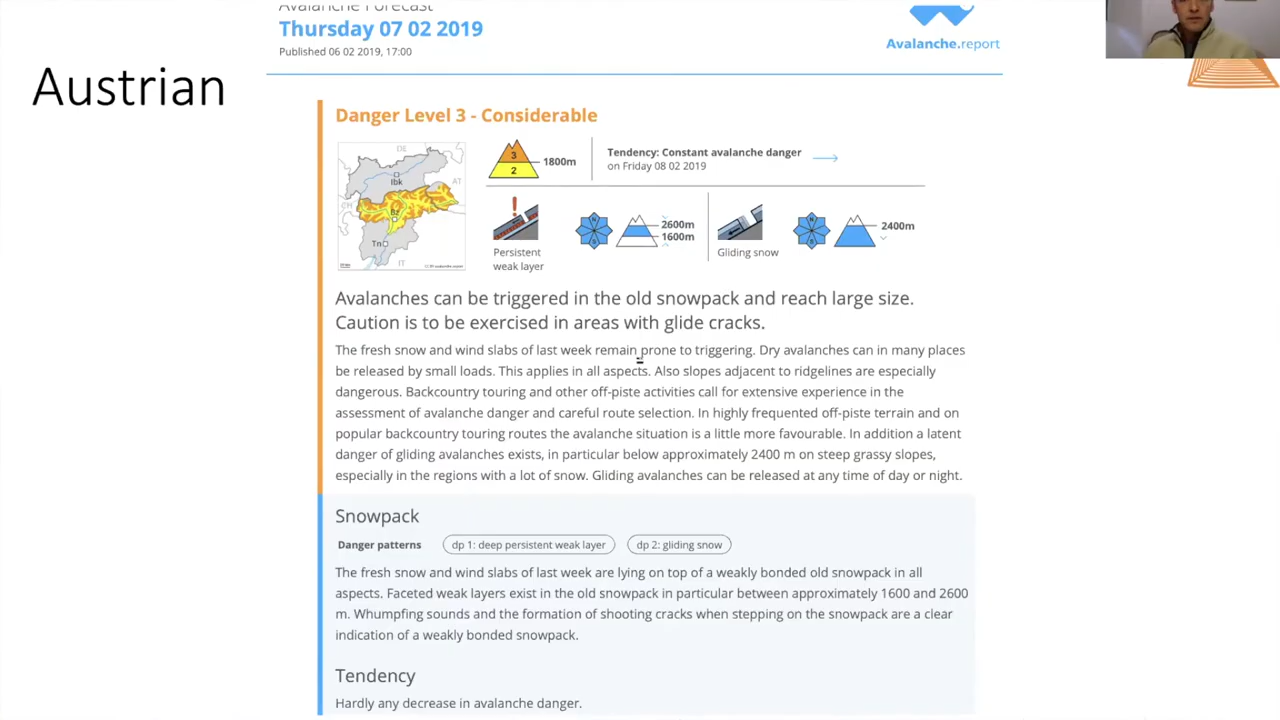 Avalanche Forecast
Thursday 07 02 2019
Published 06 02 2019, 17:00
Avalanche.report
Austrian
Danger Level 3 - Considerable
DE
Ibk
AT
CH
Bz
Tn
IT
3
2
1800m
Tendency: Constant avalanche danger
on Friday 08 02 2019
Persistent
weak layer
N
S
2600m
1600m
Gliding snow
N
S
2400m
Avalanches can be triggered in the old snowpack and reach large size.
Caution is to be exercised in areas with glide cracks.
The fresh snow and wind slabs of last week remain prone to triggering. Dry avalanches can in many places
be released by small loads. This applies in all aspects. Also slopes adjacent to ridgelines are especially
dangerous. Backcountry touring and other off-piste activities call for extensive experience in the
assessment of avalanche danger and careful route selection. In highly frequented off-piste terrain and on
popular backcountry touring routes the avalanche situation is a little more favourable. In addition a latent
danger of gliding avalanches exists, in particular below approximately 2400 m on steep grassy slopes,
especially in the regions with a lot of snow. Gliding avalanches can be released at any time of day or night.
Snowpack
Danger patterns
dp 1: deep persistent weak layer
dp 2: gliding snow
The fresh snow and wind slabs of last week are lying on top of a weakly bonded old snowpack in all
aspects. Faceted weak layers exist in the old snowpack in particular between approximately 1600 and 2600
m. Whumpfing sounds and the formation of shooting cracks when stepping on the snowpack are a clear
indication of a weakly bonded snowpack.
Tendency
Hardly any decrease in avalanche danger.